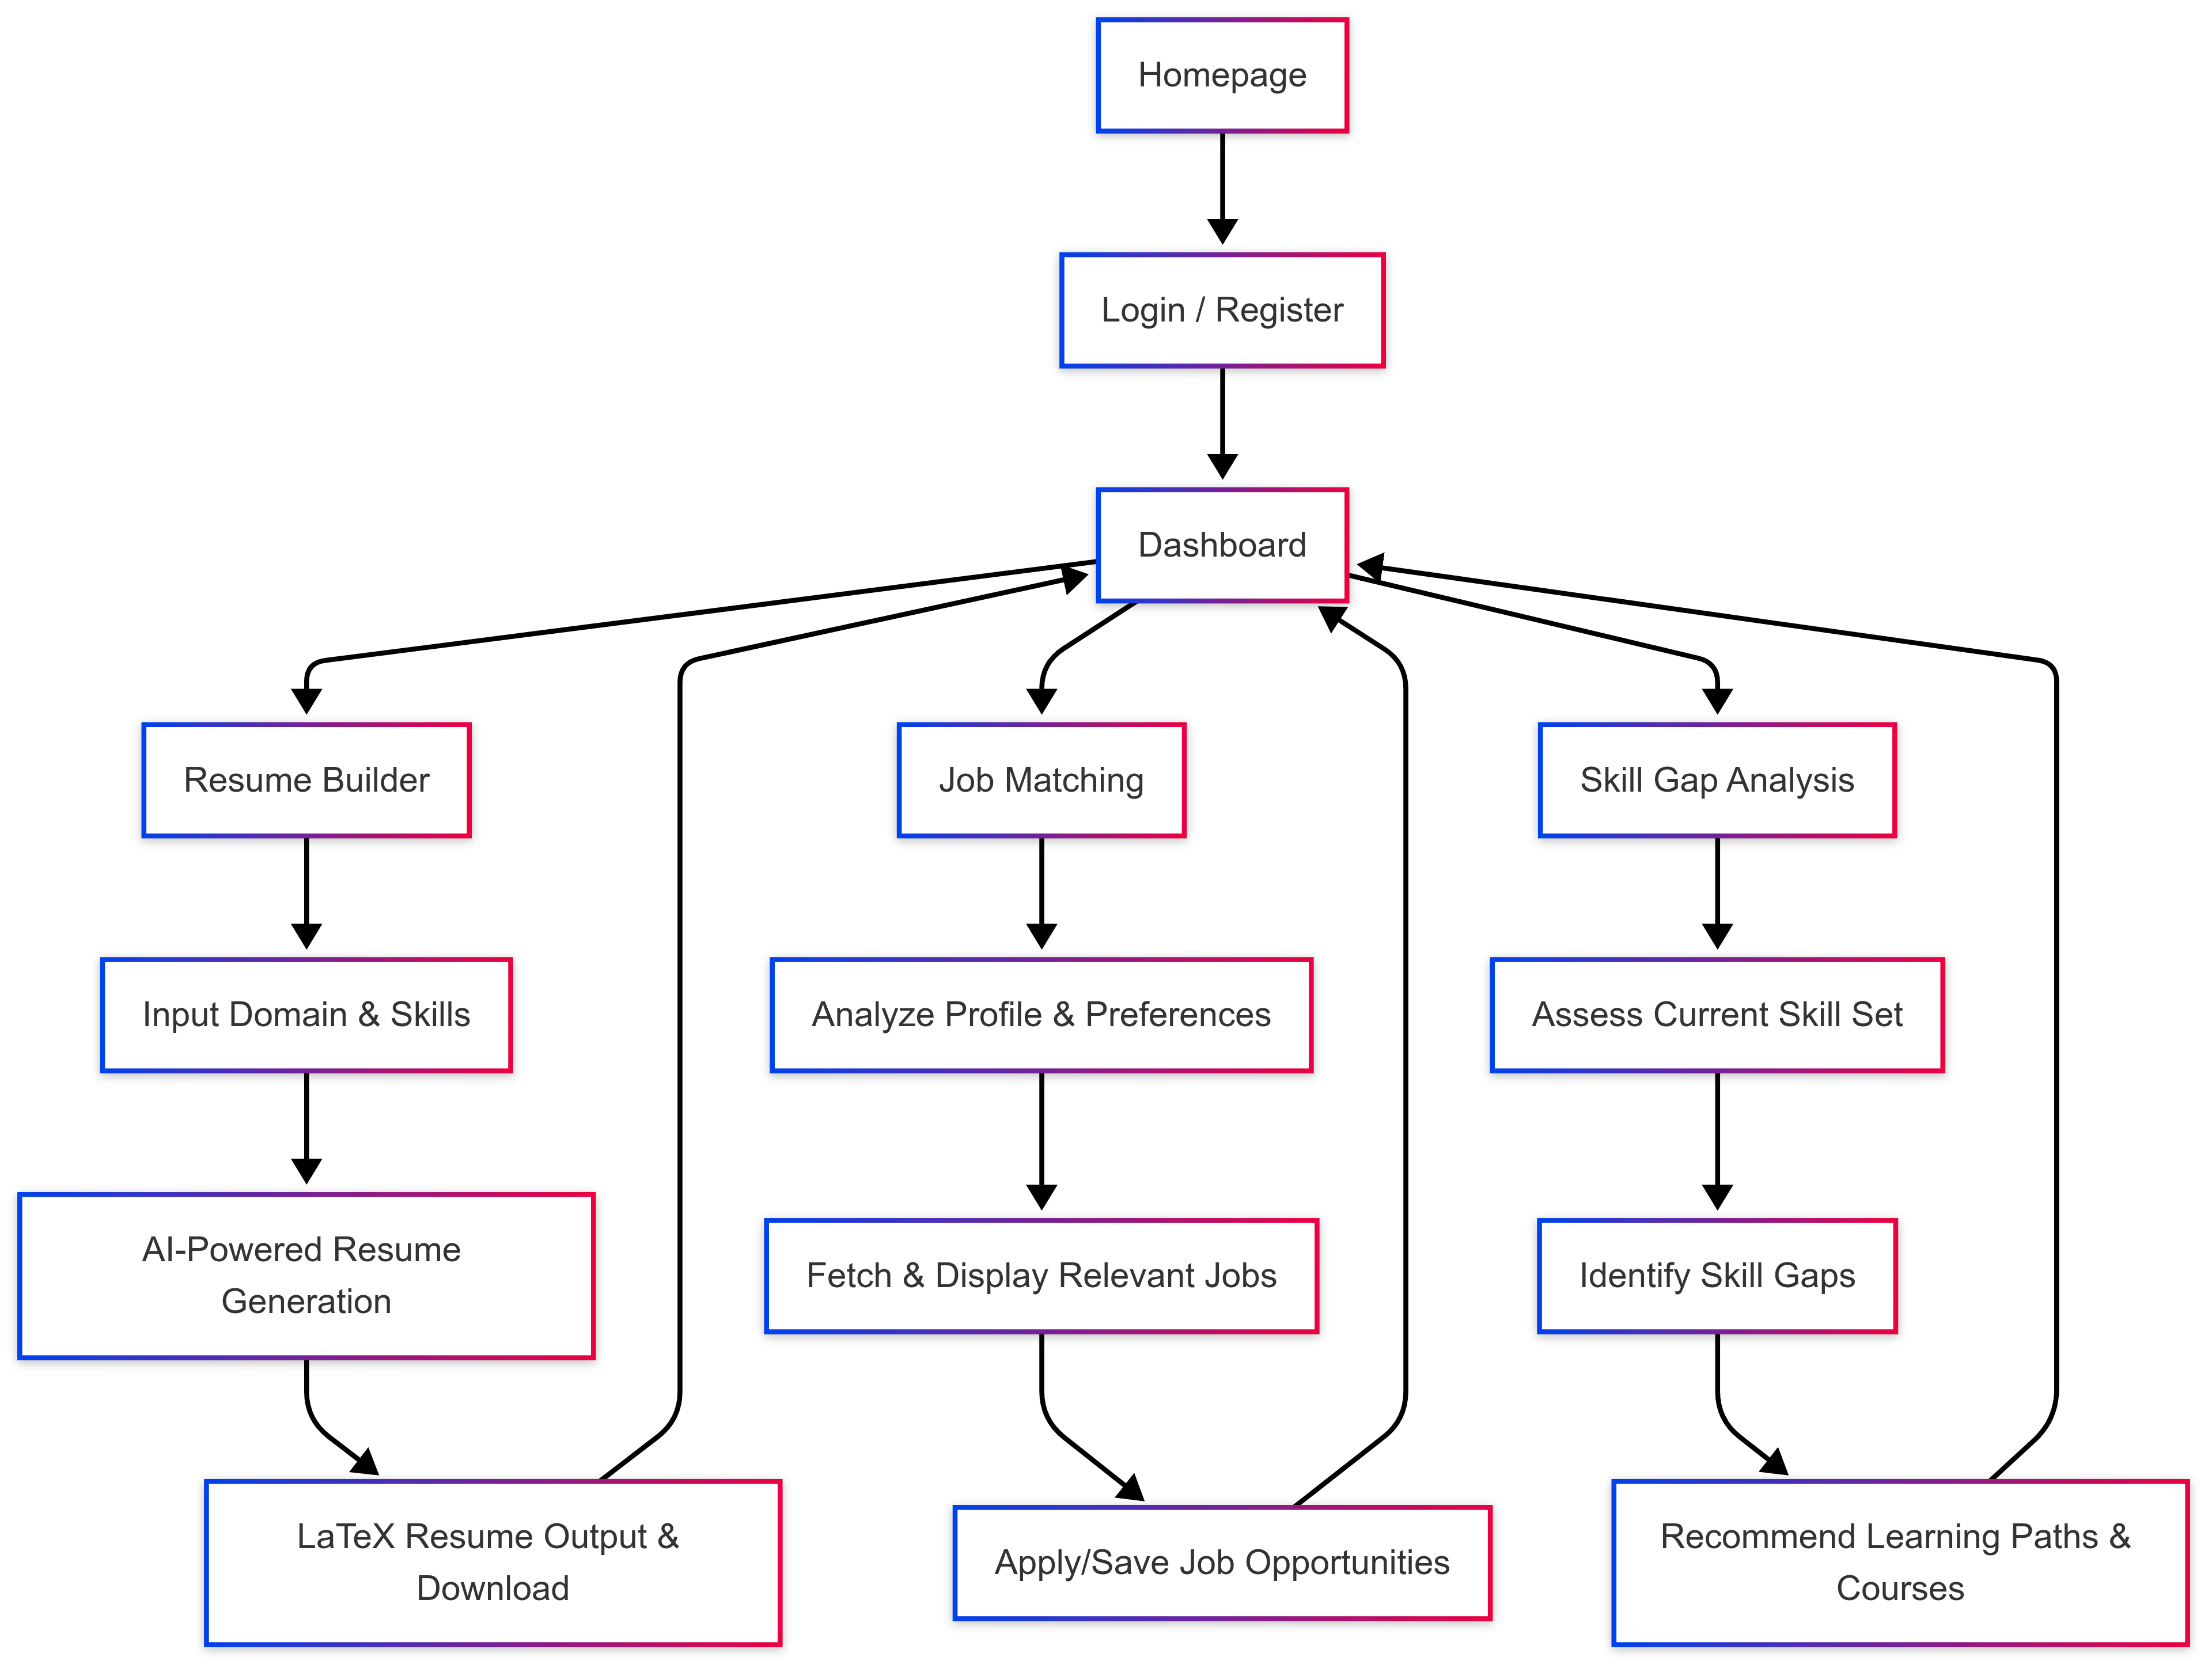 Homepage
Login / Register
Dashboard
Resume Builder
Job Matching
Skill Gap Analysis
Input Domain & Skills
Analyze Profile & Preferences
Assess Current Skill Set
AI-Powered Resume
Generation
Fetch & Display Relevant Jobs
Identify Skill Gaps
LaTeX Resume Output &
Download
Apply/Save Job Opportunities
Recommend Learning Paths &
Courses